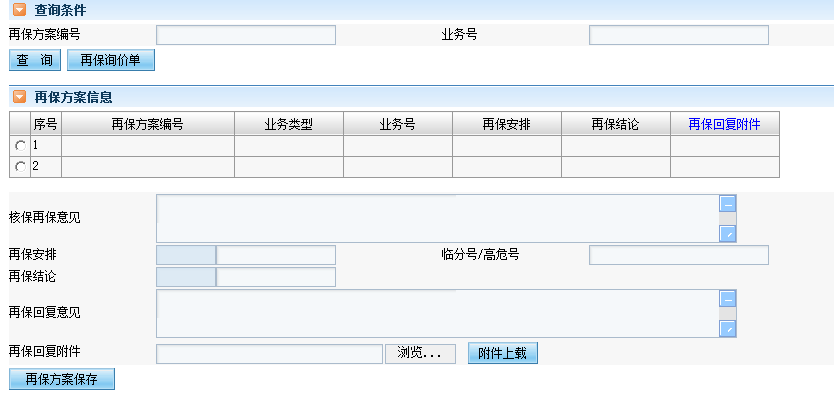 查询条件
再保方案编号 业务号
查 询 再保询价单
再保方案信息
序号 再保方案编号 业务类型 业务号 再保安排 再保结论 再保回复附件
1
2
核保再保意见
再保安排 临分号/高危号
再保结论
再保回复意见
再保回复附件 浏览... 附件上载
再保方案保存